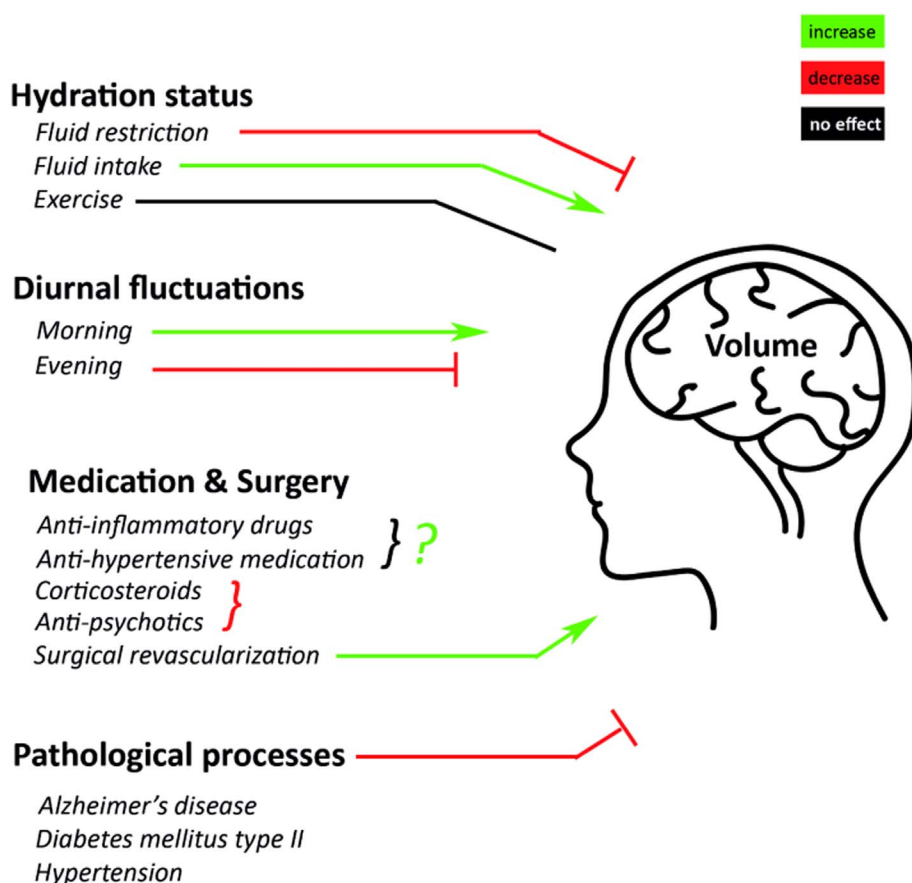 increase
decrease
no effect
Hydration status
Fluid restriction
Fluid intake
Exercise
Diurnal fluctuations
Morning
Evening
Volume
Medication & Surgery
Anti-inflammatory drugs
Anti-hypertensive medication
} ?
Corticosteroids
Anti-psychotics
}
Surgical revascularization
Pathological processes
Alzheimer’s disease
Diabetes mellitus type II
Hypertension